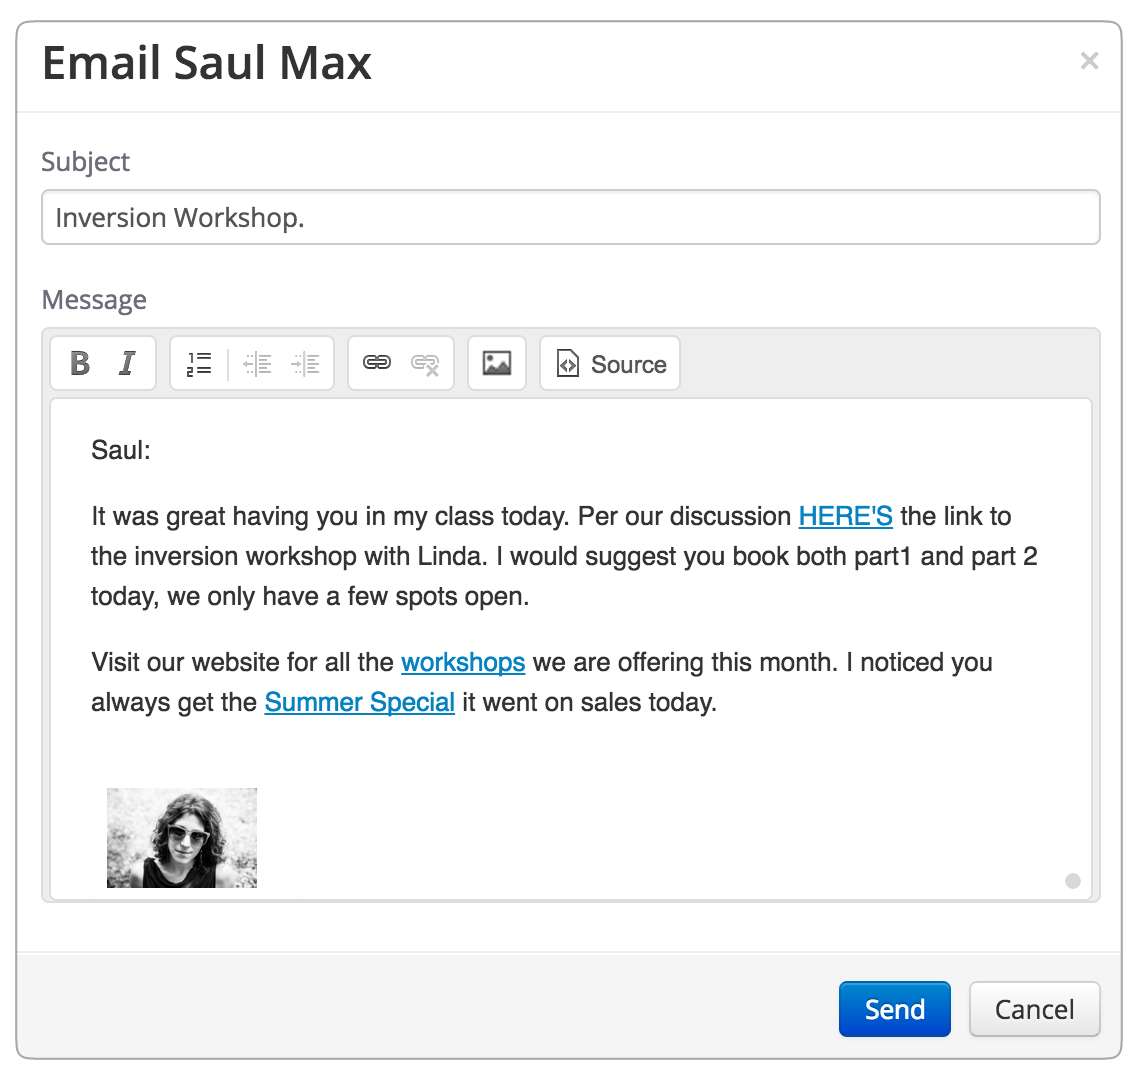 Email Saul Max
×
Subject
Inversion Workshop.
Message
B I Source
Saul:
It was great having you in my class today. Per our discussion HERE'S the link to
the inversion workshop with Linda. I would suggest you book both part1 and part 2
today, we only have a few spots open.
Visit our website for all the workshops we are offering this month. I noticed you
always get the Summer Special it went on sales today.
Send Cancel